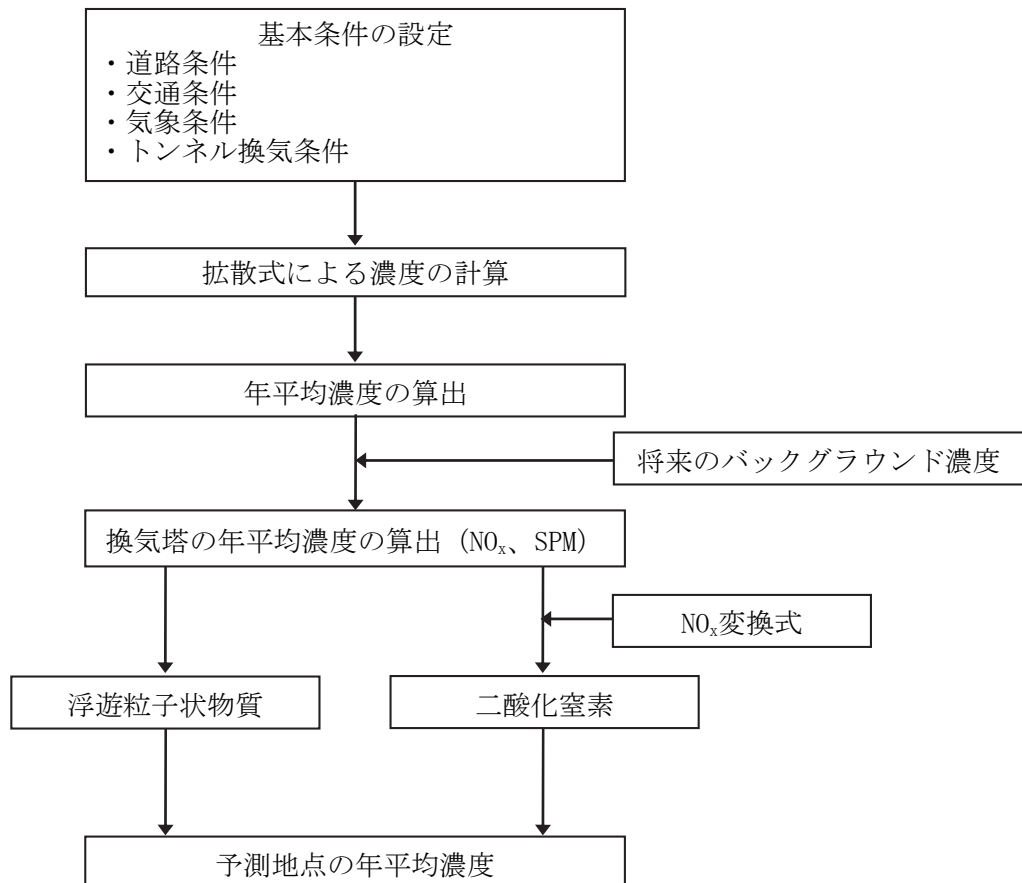 基本条件の設定
・道路条件
・交通条件
・気象条件
・トンネル換気条件
拡散式による濃度の計算
年平均濃度の算出
将来のバックグラウンド濃度
換気塔の年平均濃度の算出（NOx、SPM）
NOx変換式
浮遊粒子状物質
二酸化窒素
予測地点の年平均濃度